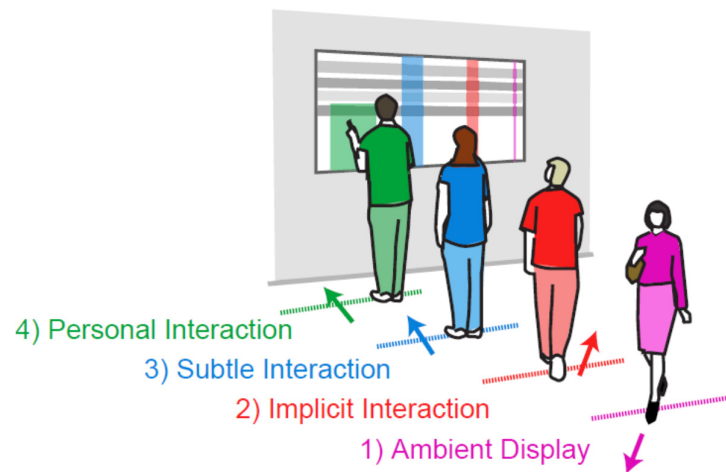 4) Personal Interaction
3) Subtle Interaction
2) Implicit Interaction
1) Ambient Display